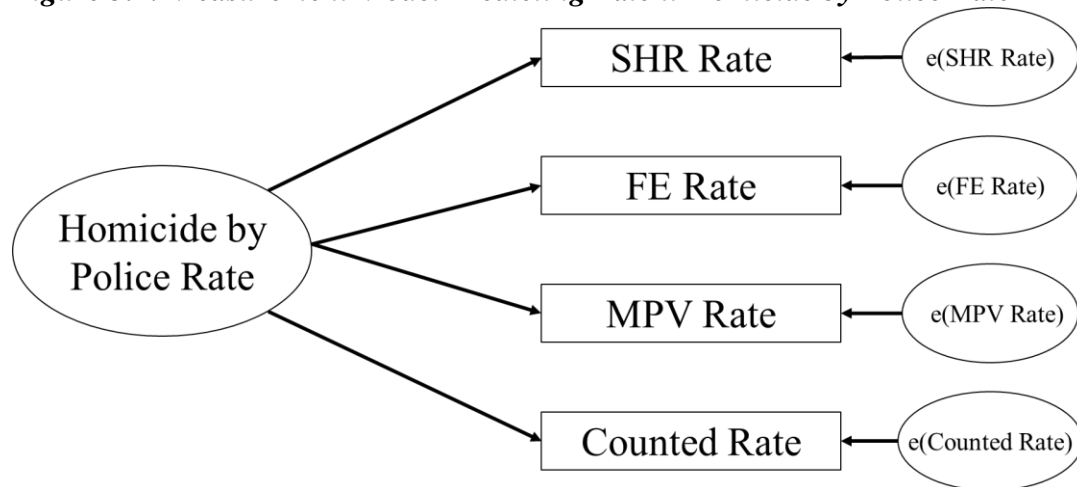 SHR Rate
e(SHR Rate)
FE Rate
e(FE Rate)
Homicide by
Police Rate
MPV Rate
e(MPV Rate)
Counted Rate
e(Counted Rate)